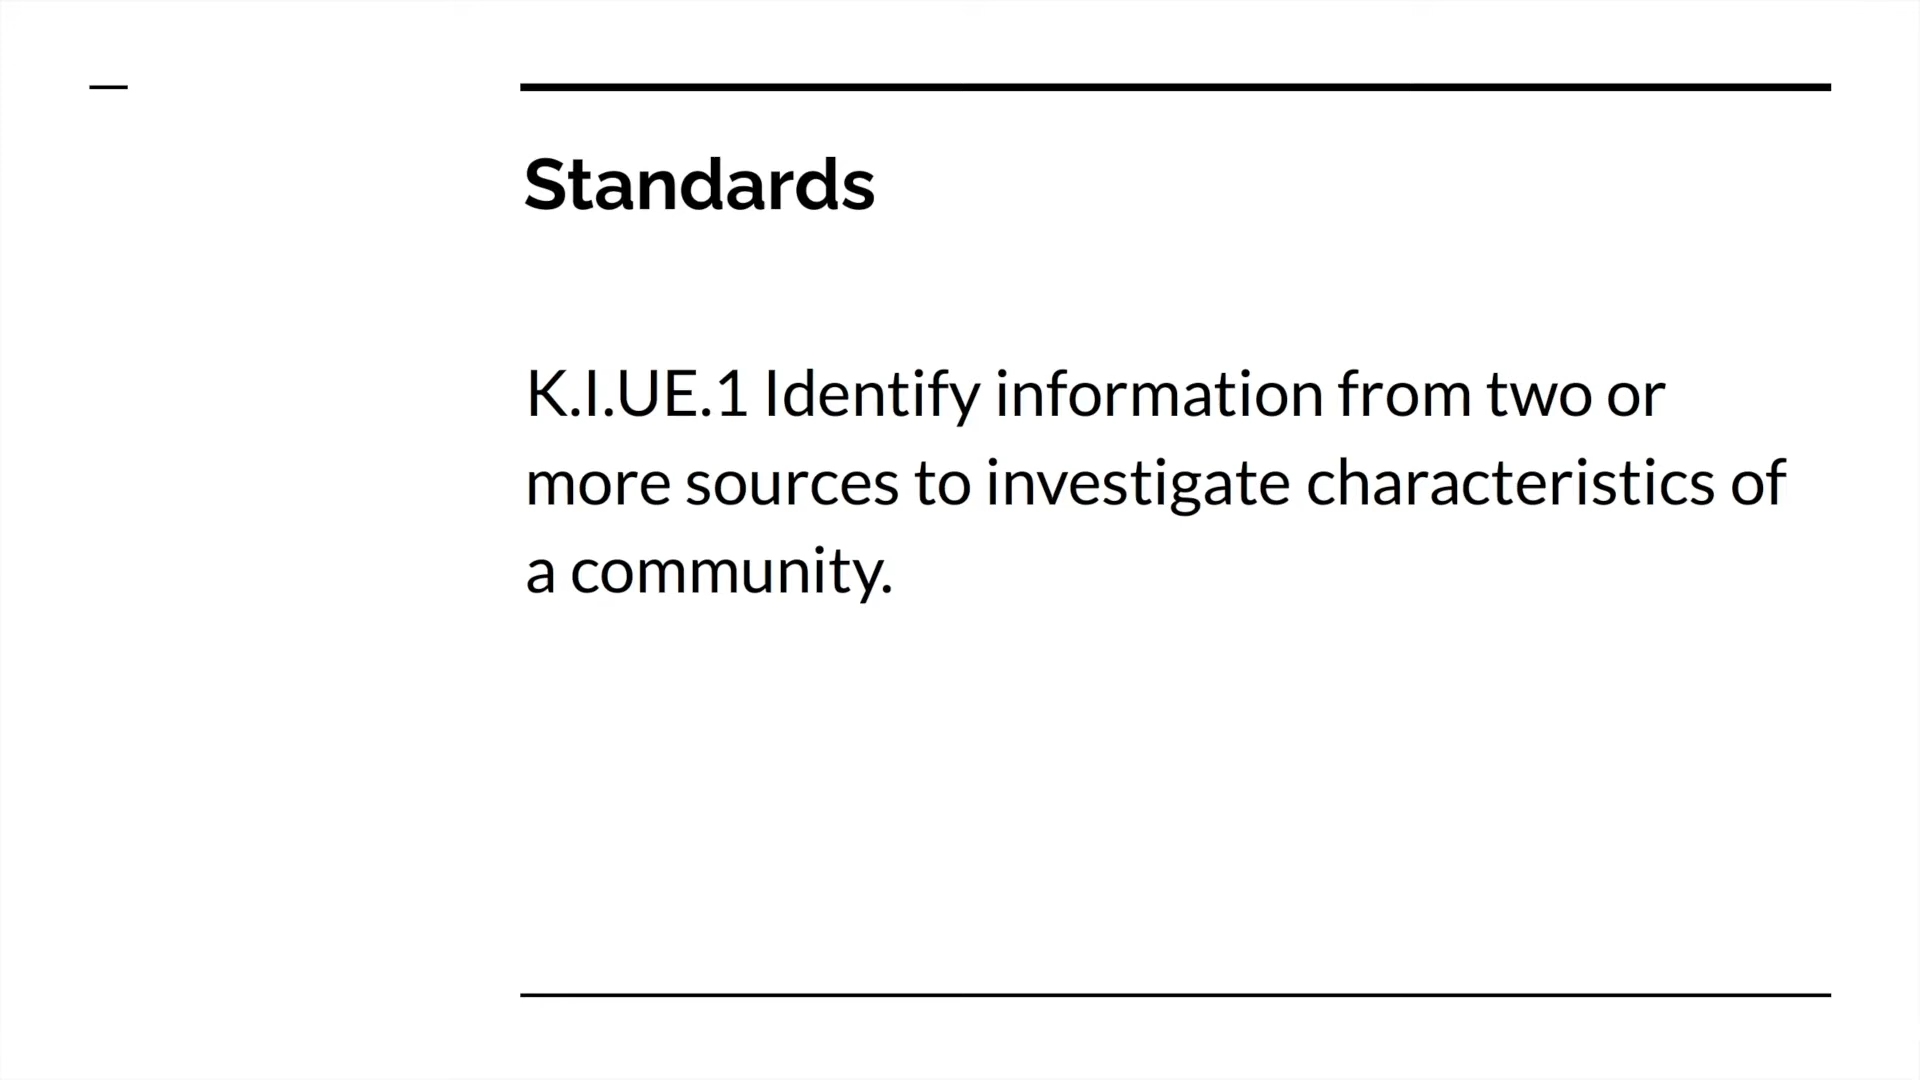 Standards
K.I.UE.1 Identify information from two or
more sources to investigate characteristics of
a community.